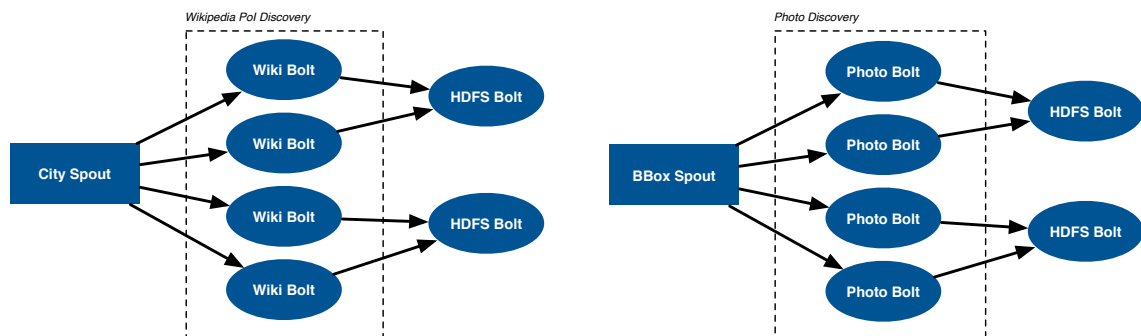 Wikipedia PoI Discovery
Wiki Bolt
Wiki Bolt
Wiki Bolt
Wiki Bolt
City Spout
HDFS Bolt
HDFS Bolt
Photo Discovery
Photo Bolt
Photo Bolt
Photo Bolt
Photo Bolt
BBox Spout
HDFS Bolt
HDFS Bolt